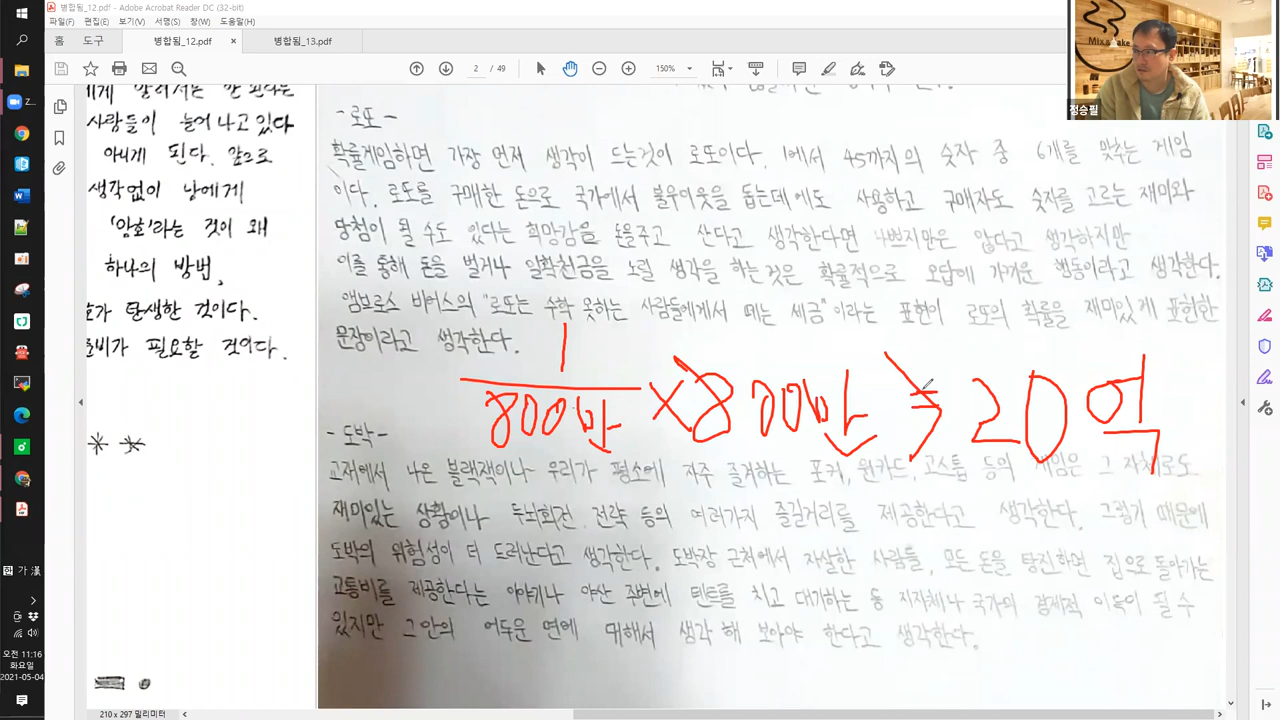 병합됨_12.pdf - Adobe Acrobat Reader DC (32-bit)
파일(F) 편집(E) 보기(V) 서명(S) 창(W) 도움말(H)
홈 도구 병합됨_12.pdf × 병합됨_13.pdf
2 / 49 150%
Mix&Bake
정승필
사람들이 늘어나고있다
아니게 된다. 앞으로
생각없이 남에게
'암호'라는 것이 왜
하나의 방법,
가 탄생한 것이다.
준비가 필요할 것이다.
- 로또 -
확률게임하면 가장 먼저 생각이 드는것이 로또이다. 1에서 45까지의 숫자 중 6개를 맞추는 게임
이다. 로또를 구매한 돈으로 국가에서 불우이웃을 돕는데에도 사용하고 구매자도 숫자를 고르는 재미와
당첨이 될 수도 있다는 희망감을 돈을주고 산다고 생각한다면 나쁘지만은 않다고 생각하지만
이를 통해 돈을 벌거나 일확천금을 노릴 생각을 하는것은 확률적으로 오답에 가까운 행동이라고 생각한다.
앰브로스 비어스의 "로또는 수학 못하는 사람들에게서 떼는 세금"이라는 표현이 로또의 확률을 재미있게 표현한
문장이라고 생각한다.
1
800만 × 800만 = 20억
- 도박 -
교재에서 나온 블랙잭이나 우리가 평소에 자주 즐겨하는 포커, 원카드, 고스톱 등의 게임은 그 자체로도
재미있는 상황이나 두뇌회전, 전략 등의 여러가지 즐길거리를 제공한다고 생각한다. 그렇기 때문에
도박의 위험성이 더 드러난다고 생각한다. 도박장 근처에서 자살한 사람들, 모든 돈을 탕진하면 집으로 돌아가는
교통비를 제공한다는 이야기나 야산 주변에 텐트를 치고 대기하는 등 지자체나 국가의 경제적 이득이 될 수
있지만 그 안의 어두운 면에 대해서 생각 해 보아야 한다고 생각한다.
한 가 漢
오전 11:16
화요일
2021-05-04
210 x 297 밀리미터